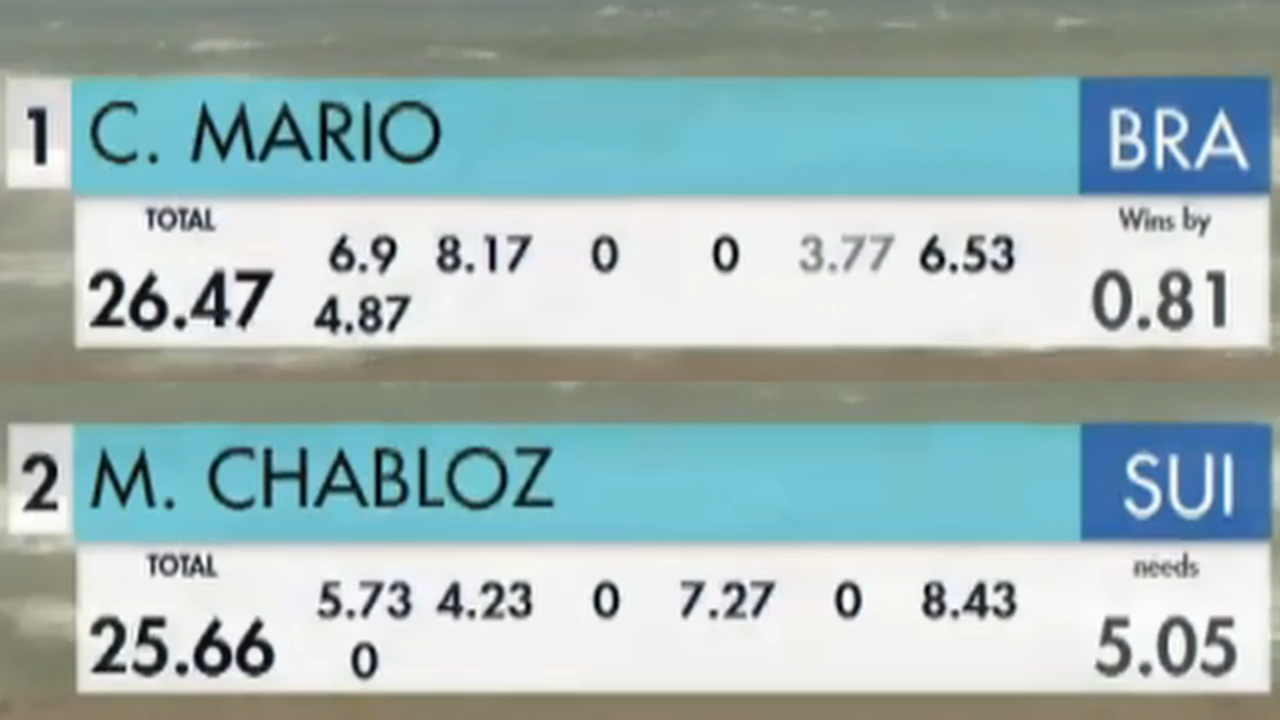 1 C. MARIO BRA
TOTAL Wins by
6.9 8.17 0 0 3.77 6.53
26.47 4.87 0.81
2 M. CHABLOZ SUI
TOTAL needs
5.73 4.23 0 7.27 0 8.43
25.66 0 5.05